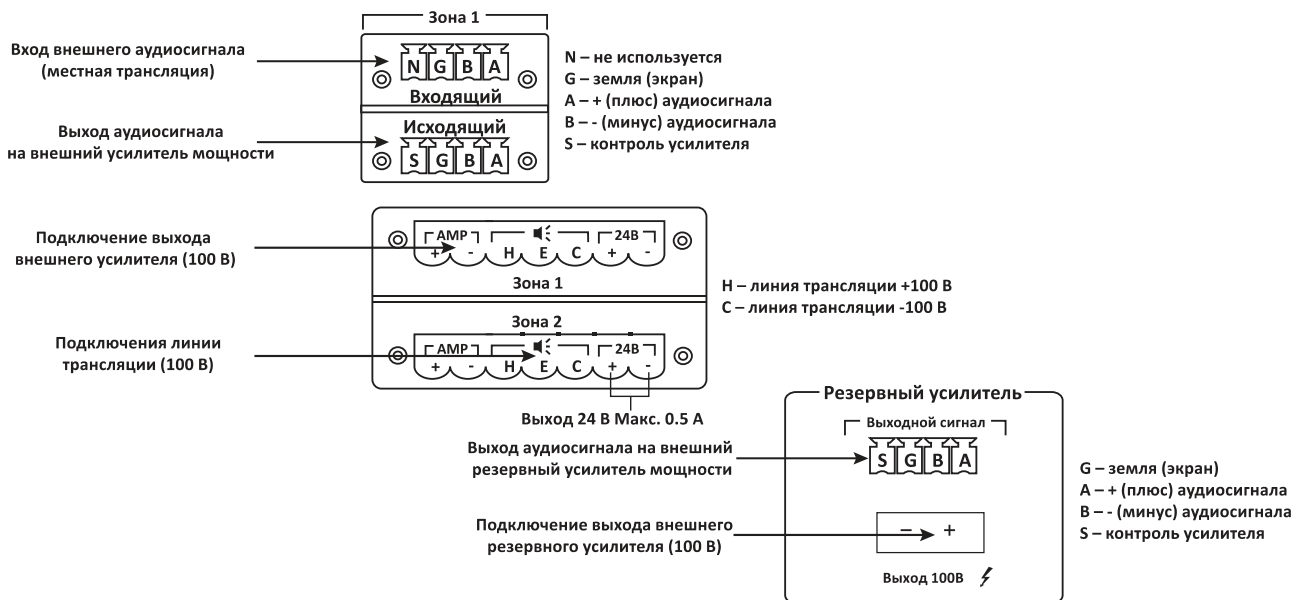 Зона 1
Вход внешнего аудиосигнала
(местная трансляция)
N G B A
Входящий
Исходящий
S G B A
Выход аудиосигнала
на внешний усилитель мощности
N – не используется
G – земля (экран)
A – + (плюс) аудиосигнала
B – - (минус) аудиосигнала
S – контроль усилителя
Подключение выхода
внешнего усилителя (100 В)
AMP 24В
+ - H E C + -
Зона 1
Зона 2
AMP 24В
+ - H E C + -
Подключения линии
трансляции (100 В)
H – линия трансляции +100 В
C – линия трансляции -100 В
Выход 24 В Макс. 0.5 А
Резервный усилитель
Выходной сигнал
S G B A
Выход аудиосигнала на внешний
резервный усилитель мощности
Подключение выхода внешнего
резервного усилителя (100 В)
– +
Выход 100В
G – земля (экран)
A – + (плюс) аудиосигнала
B – - (минус) аудиосигнала
S – контроль усилителя